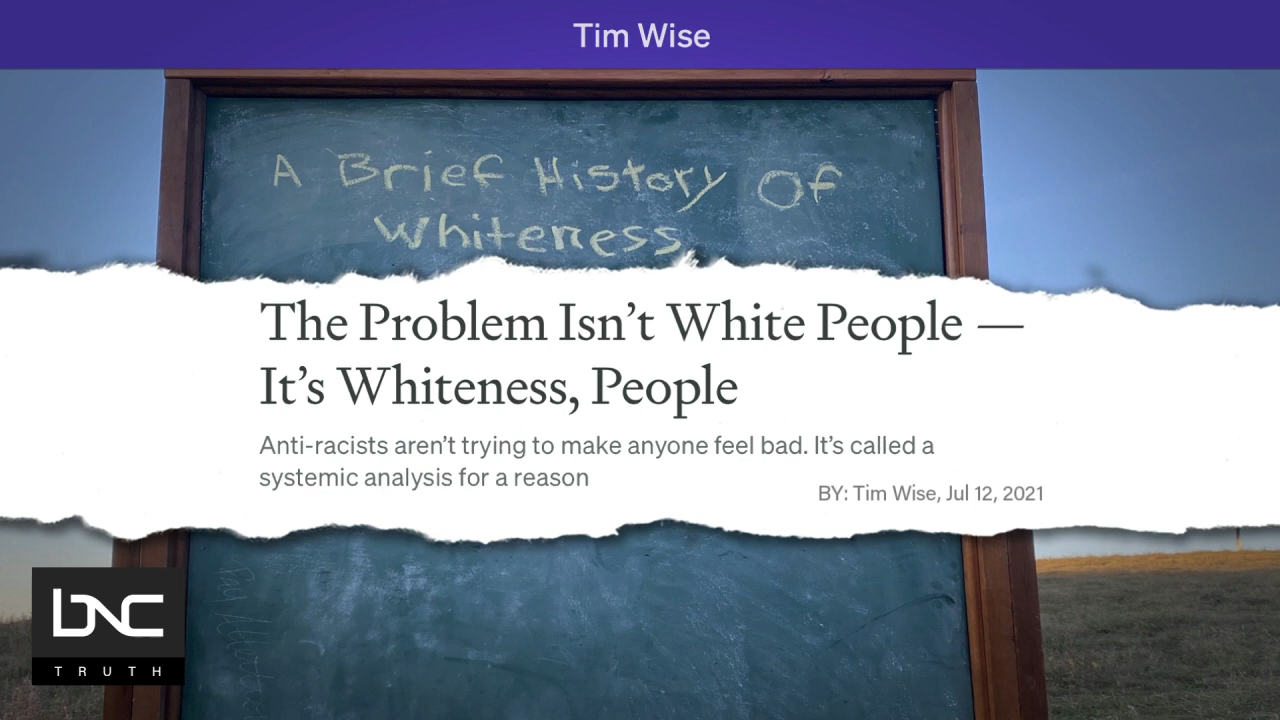 Tim Wise
A Brief History Of
Whiteness
The Problem Isn't White People —
It's Whiteness, People
Anti-racists aren't trying to make anyone feel bad. It's called a
systemic analysis for a reason
BY: Tim Wise, Jul 12, 2021
bnc
TRUTH